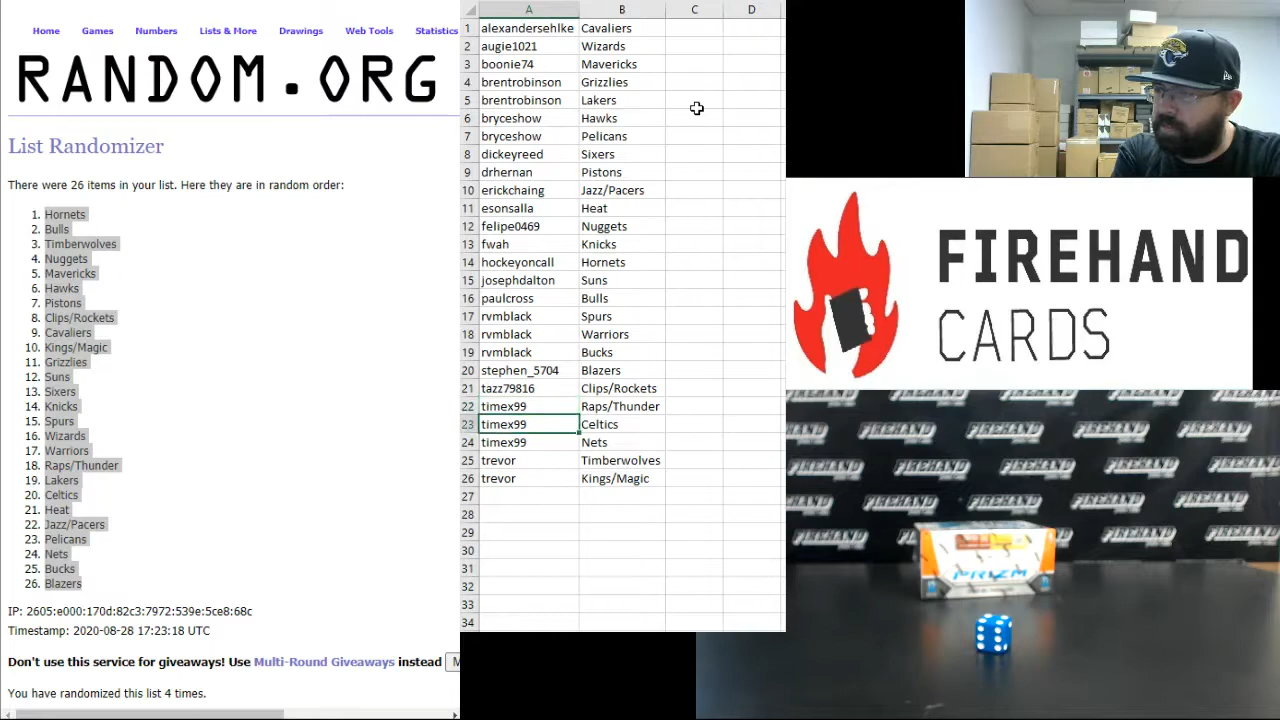 Home Games Numbers Lists & More Drawings Web Tools Statistics
RANDOM.ORG
List Randomizer
There were 26 items in your list. Here they are in random order:
1. Hornets
2. Bulls
3. Timberwolves
4. Nuggets
5. Mavericks
6. Hawks
7. Pistons
8. Clips/Rockets
9. Cavaliers
10. Kings/Magic
11. Grizzlies
12. Suns
13. Sixers
14. Knicks
15. Spurs
16. Wizards
17. Warriors
18. Raps/Thunder
19. Lakers
20. Celtics
21. Heat
22. Jazz/Pacers
23. Pelicans
24. Nets
25. Bucks
26. Blazers
IP: 2605:e000:170d:82c3:7972:539e:5ce8:68c
Timestamp: 2020-08-28 17:23:18 UTC
Don't use this service for giveaways! Use Multi-Round Giveaways instead
You have randomized this list 4 times.
A B C D
1 alexandersehlke Cavaliers
2 augie1021 Wizards
3 boonie74 Mavericks
4 brentrobinson Grizzlies
5 brentrobinson Lakers
6 bryceshow Hawks
7 bryceshow Pelicans
8 dickeyreed Sixers
9 drhernan Pistons
10 erickchaing Jazz/Pacers
11 esonsalla Heat
12 felipe0469 Nuggets
13 fwah Knicks
14 hockeyoncall Hornets
15 josephdalton Suns
16 paulcross Bulls
17 rvmblack Spurs
18 rvmblack Warriors
19 rvmblack Bucks
20 stephen_5704 Blazers
21 tazz79816 Clips/Rockets
22 timex99 Raps/Thunder
23 timex99 Celtics
24 timex99 Nets
25 trevor Timberwolves
26 trevor Kings/Magic
27
28
29
30
31
32
33
34
FIREHAND
CARDS
FIREHAND
PRIZM